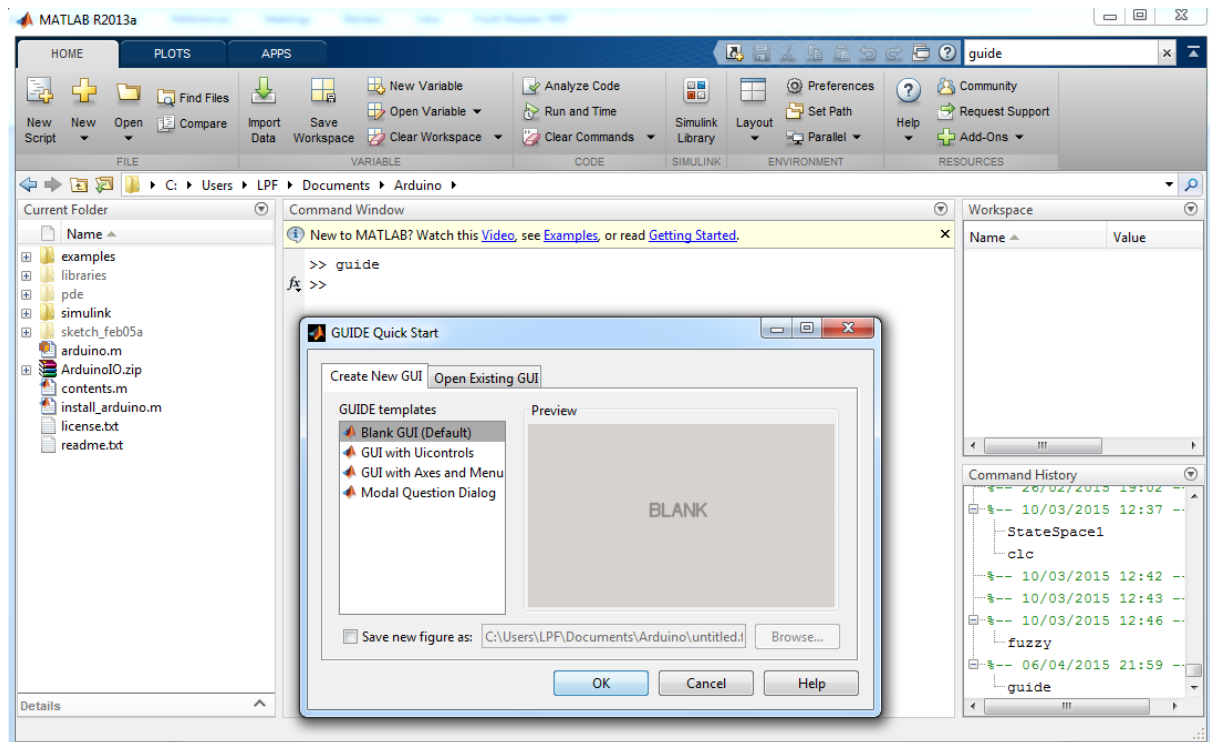 MATLAB R2013a
HOME PLOTS APPS
guide
New Script
New
Open
Find Files
Compare
FILE
Import Data
Save Workspace
New Variable
Open Variable
Clear Workspace
VARIABLE
Analyze Code
Run and Time
Clear Commands
CODE
Simulink Library
SIMULINK
Layout
Preferences
Set Path
Parallel
ENVIRONMENT
Help
Community
Request Support
Add-Ons
RESOURCES
C: Users LPF Documents Arduino
Current Folder
Name
examples
libraries
pde
simulink
sketch_feb05a
arduino.m
ArduinoIO.zip
contents.m
install_arduino.m
license.txt
readme.txt
Details
Command Window
New to MATLAB? Watch this Video, see Examples, or read Getting Started.
>> guide
fx >>
GUIDE Quick Start
Create New GUI Open Existing GUI
GUIDE templates
Blank GUI (Default)
GUI with Uicontrols
GUI with Axes and Menu
Modal Question Dialog
Preview
BLANK
Save new figure as: C:\Users\LPF\Documents\Arduino\untitled.f Browse...
OK Cancel Help
Workspace
Name Value
Command History
%-- 26/02/2015 19:02 --
%-- 10/03/2015 12:37 --
StateSpace1
clc
%-- 10/03/2015 12:42 --
%-- 10/03/2015 12:43 --
%-- 10/03/2015 12:46 --
fuzzy
%-- 06/04/2015 21:59 --
guide